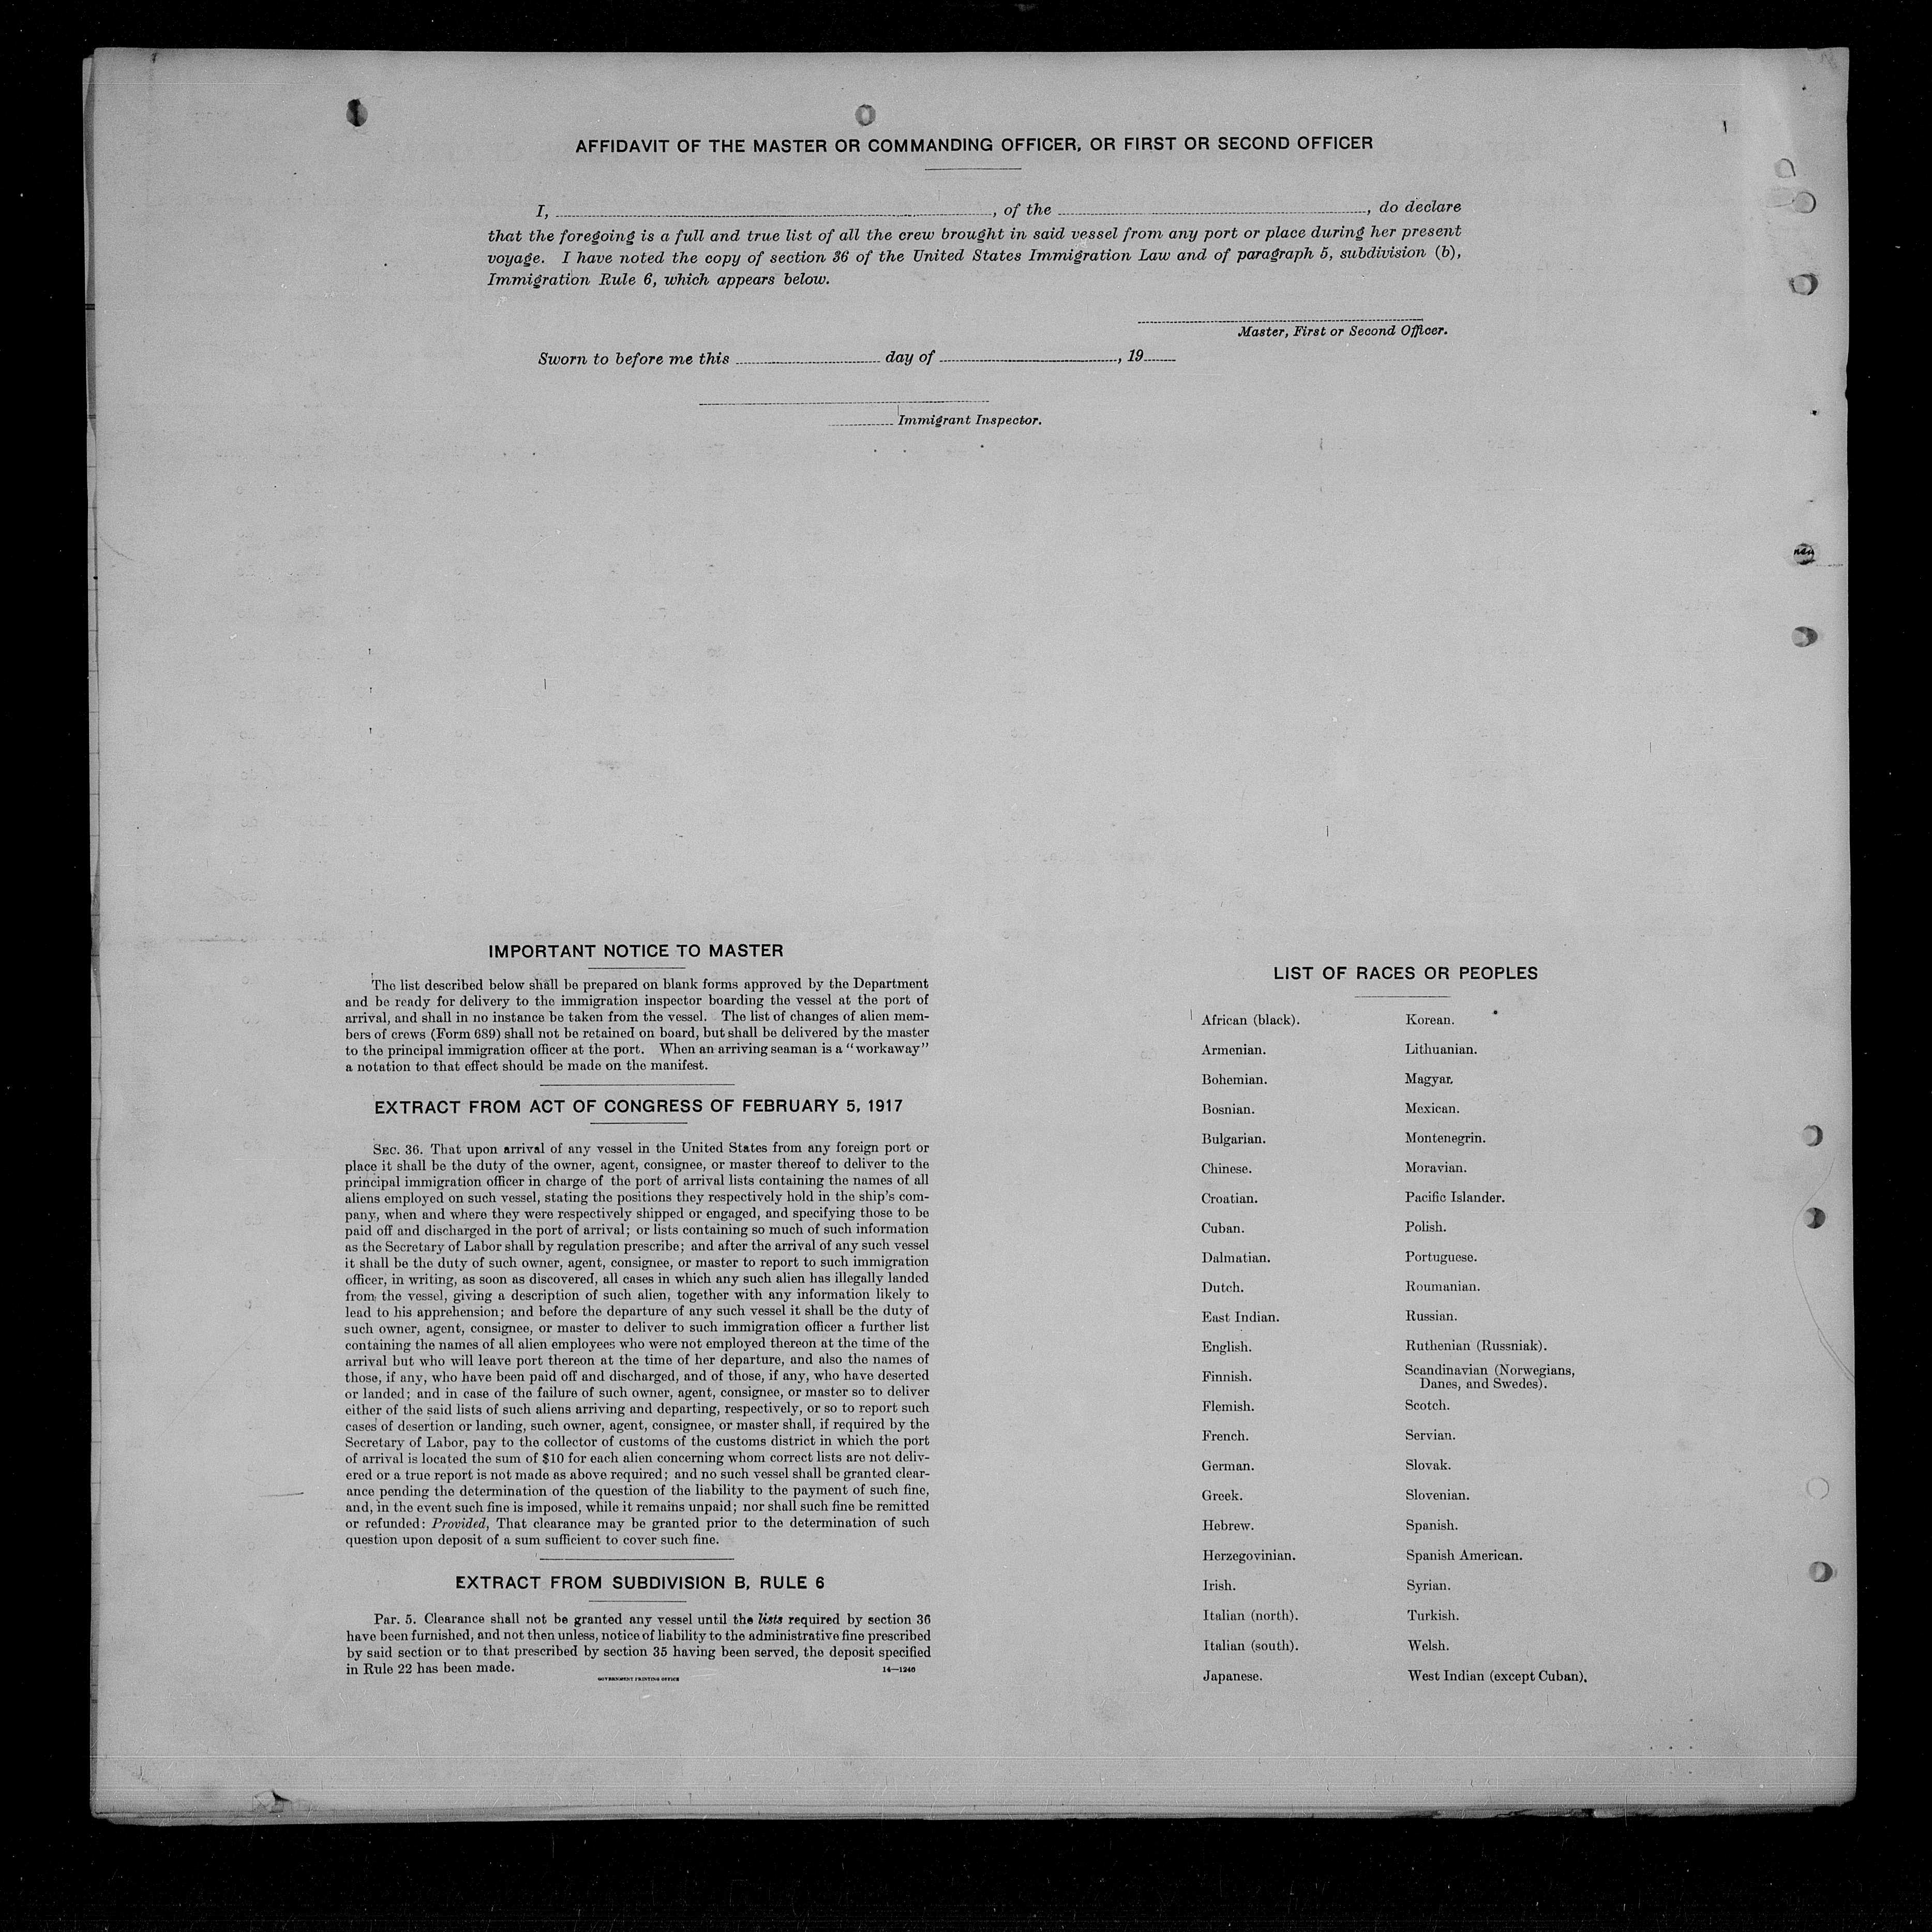 AFFIDAVIT OF THE MASTER OR COMMANDING OFFICER, OR FIRST OR SECOND OFFICER
I, , of the , do declare
that the foregoing is a full and true list of all the crew brought in said vessel from any port or place during her present
voyage. I have noted the copy of section 36 of the United States Immigration Law and of paragraph 5, subdivision (b),
Immigration Rule 6, which appears below.
Master, First or Second Officer.
Sworn to before me this day of , 19
Immigrant Inspector.
IMPORTANT NOTICE TO MASTER
The list described below shall be prepared on blank forms approved by the Department
and be ready for delivery to the immigration inspector boarding the vessel at the port of
arrival, and shall in no instance be taken from the vessel. The list of changes of alien mem-
bers of crews (Form 689) shall not be retained on board, but shall be delivered by the master
to the principal immigration officer at the port. When an arriving seaman is a "workaway"
a notation to that effect should be made on the manifest.
EXTRACT FROM ACT OF CONGRESS OF FEBRUARY 5, 1917
SEC. 36. That upon arrival of any vessel in the United States from any foreign port or
place it shall be the duty of the owner, agent, consignee, or master thereof to deliver to the
principal immigration officer in charge of the port of arrival lists containing the names of all
aliens employed on such vessel, stating the positions they respectively hold in the ship's com-
pany, when and where they were respectively shipped or engaged, and specifying those to be
paid off and discharged in the port of arrival; or lists containing so much of such information
as the Secretary of Labor shall by regulation prescribe; and after the arrival of any such vessel
it shall be the duty of such owner, agent, consignee, or master to report to such immigration
officer, in writing, as soon as discovered, all cases in which any such alien has illegally landed
from the vessel, giving a description of such alien, together with any information likely to
lead to his apprehension; and before the departure of any such vessel it shall be the duty of
such owner, agent, consignee, or master to deliver to such immigration officer a further list
containing the names of all alien employees who were not employed thereon at the time of the
arrival but who will leave port thereon at the time of her departure, and also the names of
those, if any, who have been paid off and discharged, and of those, if any, who have deserted
or landed; and in case of the failure of such owner, agent, consignee, or master so to deliver
either of the said lists of such aliens arriving and departing, respectively, or so to report such
cases of desertion or landing, such owner, agent, consignee, or master shall, if required by the
Secretary of Labor, pay to the collector of customs of the customs district in which the port
of arrival is located the sum of $10 for each alien concerning whom correct lists are not deliv-
ered or a true report is not made as above required; and no such vessel shall be granted clear-
ance pending the determination of the question of the liability to the payment of such fine,
and, in the event such fine is imposed, while it remains unpaid; nor shall such fine be remitted
or refunded: Provided, That clearance may be granted prior to the determination of such
question upon deposit of a sum sufficient to cover such fine.
EXTRACT FROM SUBDIVISION B, RULE 6
Par. 5. Clearance shall not be granted any vessel until the lists required by section 36
have been furnished, and not then unless, notice of liability to the administrative fine prescribed
by said section or to that prescribed by section 35 having been served, the deposit specified
in Rule 22 has been made.
14—1240
GOVERNMENT PRINTING OFFICE
LIST OF RACES OR PEOPLES
African (black).
Armenian.
Bohemian.
Bosnian.
Bulgarian.
Chinese.
Croatian.
Cuban.
Dalmatian.
Dutch.
East Indian.
English.
Finnish.
Flemish.
French.
German.
Greek.
Hebrew.
Herzegovinian.
Irish.
Italian (north).
Italian (south).
Japanese.
Korean.
Lithuanian.
Magyar.
Mexican.
Montenegrin.
Moravian.
Pacific Islander.
Polish.
Portuguese.
Roumanian.
Russian.
Ruthenian (Russniak).
Scandinavian (Norwegians,
Danes, and Swedes).
Scotch.
Servian.
Slovak.
Slovenian.
Spanish.
Spanish American.
Syrian.
Turkish.
Welsh.
West Indian (except Cuban).